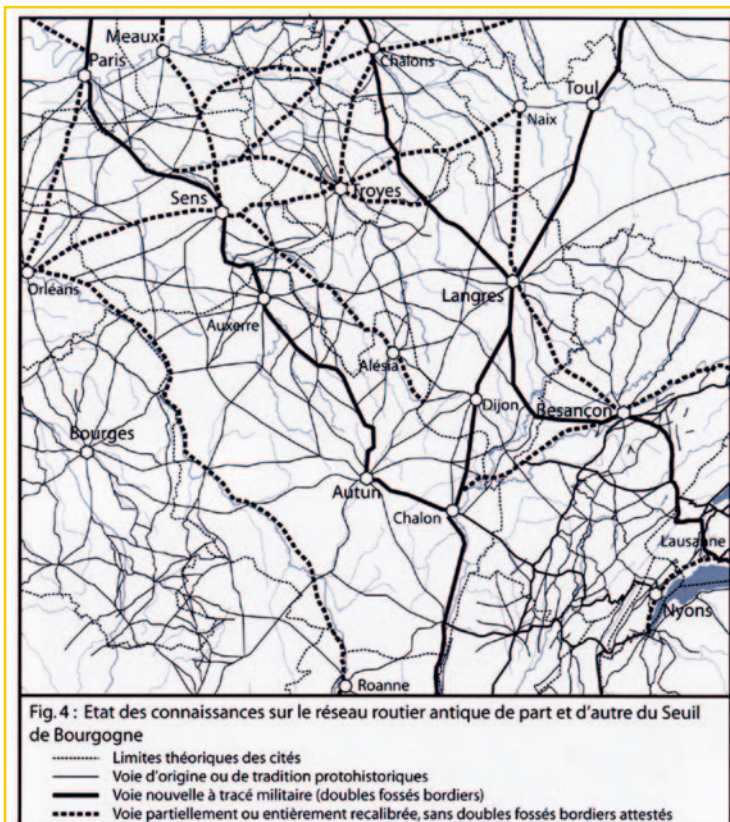 Meaux
Paris
Châlons
Toul
Naix
Sens
Troyes
Orléans
Langres
Auxerre
Alésia
Dijon
Besançon
Bourges
Autun
Chalon
Lausanne
Nyons
Roanne
Fig. 4 : Etat des connaissances sur le réseau routier antique de part et d'autre du Seuil
de Bourgogne
Limites théoriques des cités
Voie d'origine ou de tradition protohistoriques
Voie nouvelle à tracé militaire (doubles fossés bordiers)
Voie partiellement ou entièrement recalibrée, sans doubles fossés bordiers attestés